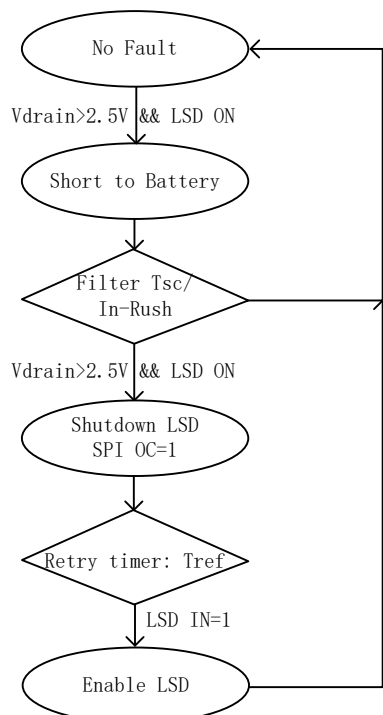 No Fault
Vdrain>2.5V && LSD ON
Short to Battery
Filter Tsc/
In-Rush
Vdrain>2.5V && LSD ON
Shutdown LSD
SPI OC=1
Retry timer: Tref
LSD IN=1
Enable LSD